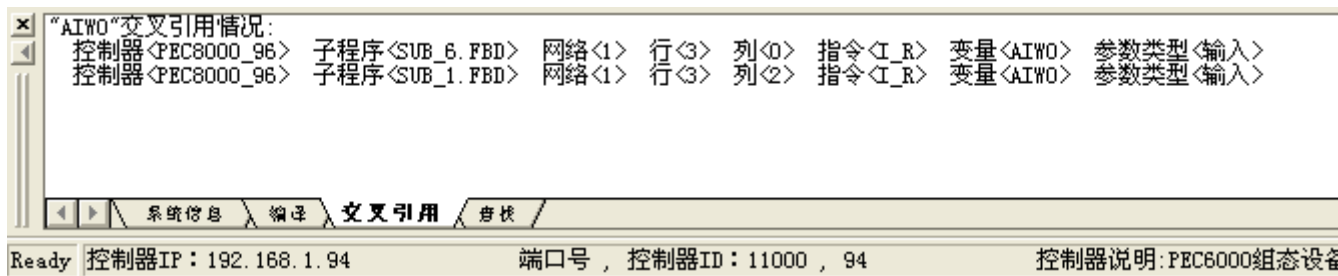 "AIW0"交叉引用情况:
控制器<PEC8000_96> 子程序<SUB_6.FBD> 网络<1> 行<3> 列<0> 指令<I_R> 变量<AIW0> 参数类型<输入>
控制器<PEC8000_96> 子程序<SUB_1.FBD> 网络<1> 行<3> 列<2> 指令<I_R> 变量<AIW0> 参数类型<输入>
系统信息 编译 交叉引用 查找
Ready 控制器IP：192.168.1.94 端口号 , 控制器ID：11000 , 94 控制器说明:PEC6000组态设备